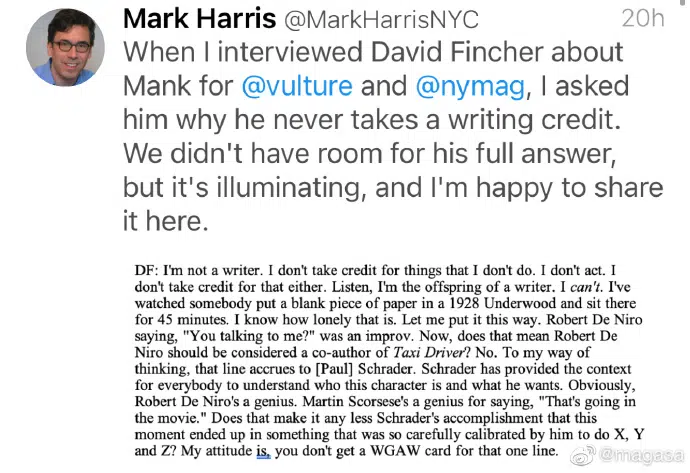 Mark Harris @MarkHarrisNYC 20h
When I interviewed David Fincher about
Mank for @vulture and @nymag, I asked
him why he never takes a writing credit.
We didn't have room for his full answer,
but it's illuminating, and I'm happy to share
it here.
DF: I'm not a writer. I don't take credit for things that I don't do. I don't act. I
don't take credit for that either. Listen, I'm the offspring of a writer. I can't. I've
watched somebody put a blank piece of paper in a 1928 Underwood and sit there
for 45 minutes. I know how lonely that is. Let me put it this way. Robert De Niro
saying, "You talking to me?" was an improv. Now, does that mean Robert De
Niro should be considered a co-author of Taxi Driver? No. To my way of
thinking, that line accrues to [Paul] Schrader. Schrader has provided the context
for everybody to understand who this character is and what he wants. Obviously,
Robert De Niro's a genius. Martin Scorsese's a genius for saying, "That's going in
the movie." Does that make it any less Schrader's accomplishment that this
moment ended up in something that was so carefully calibrated by him to do X, Y
and Z? My attitude is, you don't get a WGAW card for that one line.
@magasa